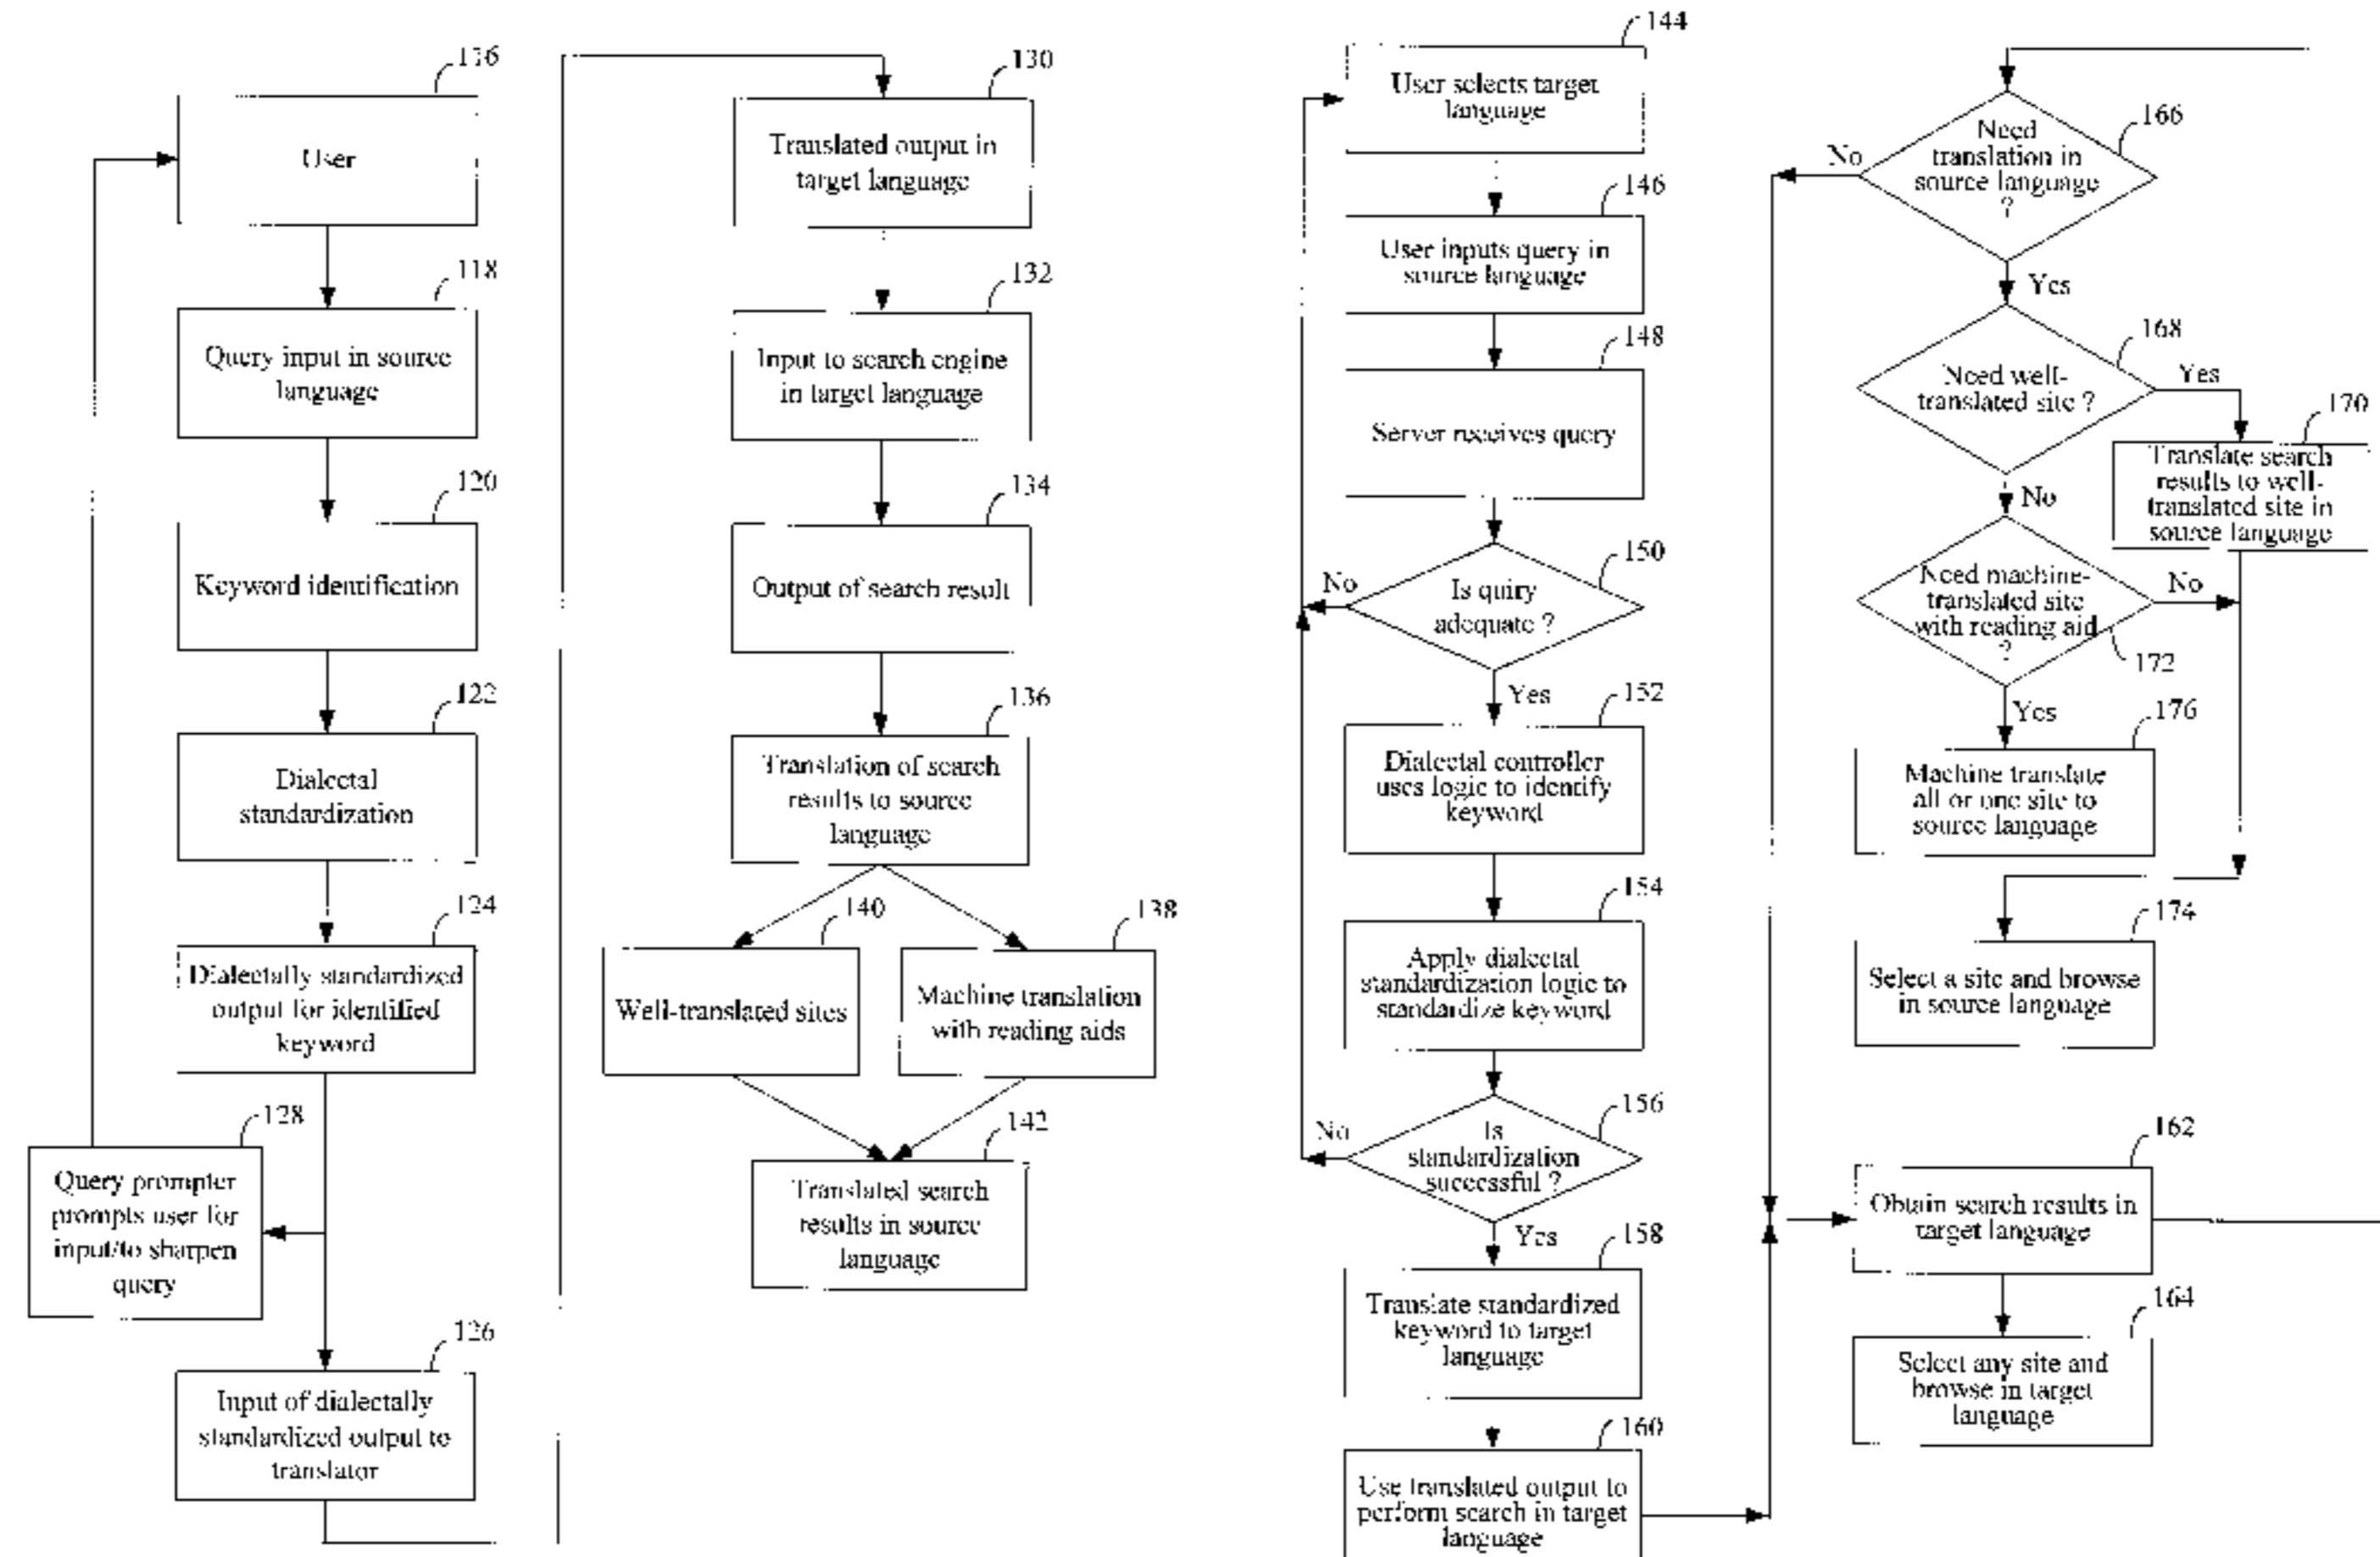 116
User
118
Query input in source
language
120
Keyword identification
122
Dialectal
standardization
124
Dialectally standardized
output for identified
keyword
128
Query prompter
prompts user for
input/to sharpen
query
126
Input of dialectally
standardized output to
translator
130
Translated output in
target language
132
Input to search engine
in target language
134
Output of search result
136
Translation of search
results to source
language
140
Well-translated sites
138
Machine translation
with reading aids
142
Translated search
results in source
language
144
User selects target
language
146
User inputs query in
source language
148
Server receives query
150
Is quiry
adequate ?
No
Yes
152
Dialectal controller
uses logic to identify
keyword
154
Apply dialectal
standardization logic to
standardize keyword
156
Is
standardization
successful ?
No
Yes
158
Translate standardized
keyword to target
language
160
Use translated output to
perform search in target
language
166
Need
translation in
source language
?
No
Yes
168
Need well-
translated site ?
Yes
No
170
Translate search
results to well-
translated site in
source language
Need machine-
translated site
with reading aid
?
172
No
Yes
176
Machine translate
all or one site to
source language
174
Select a site and browse
in source language
162
Obtain search results in
target language
164
Select any site and
browse in target
language